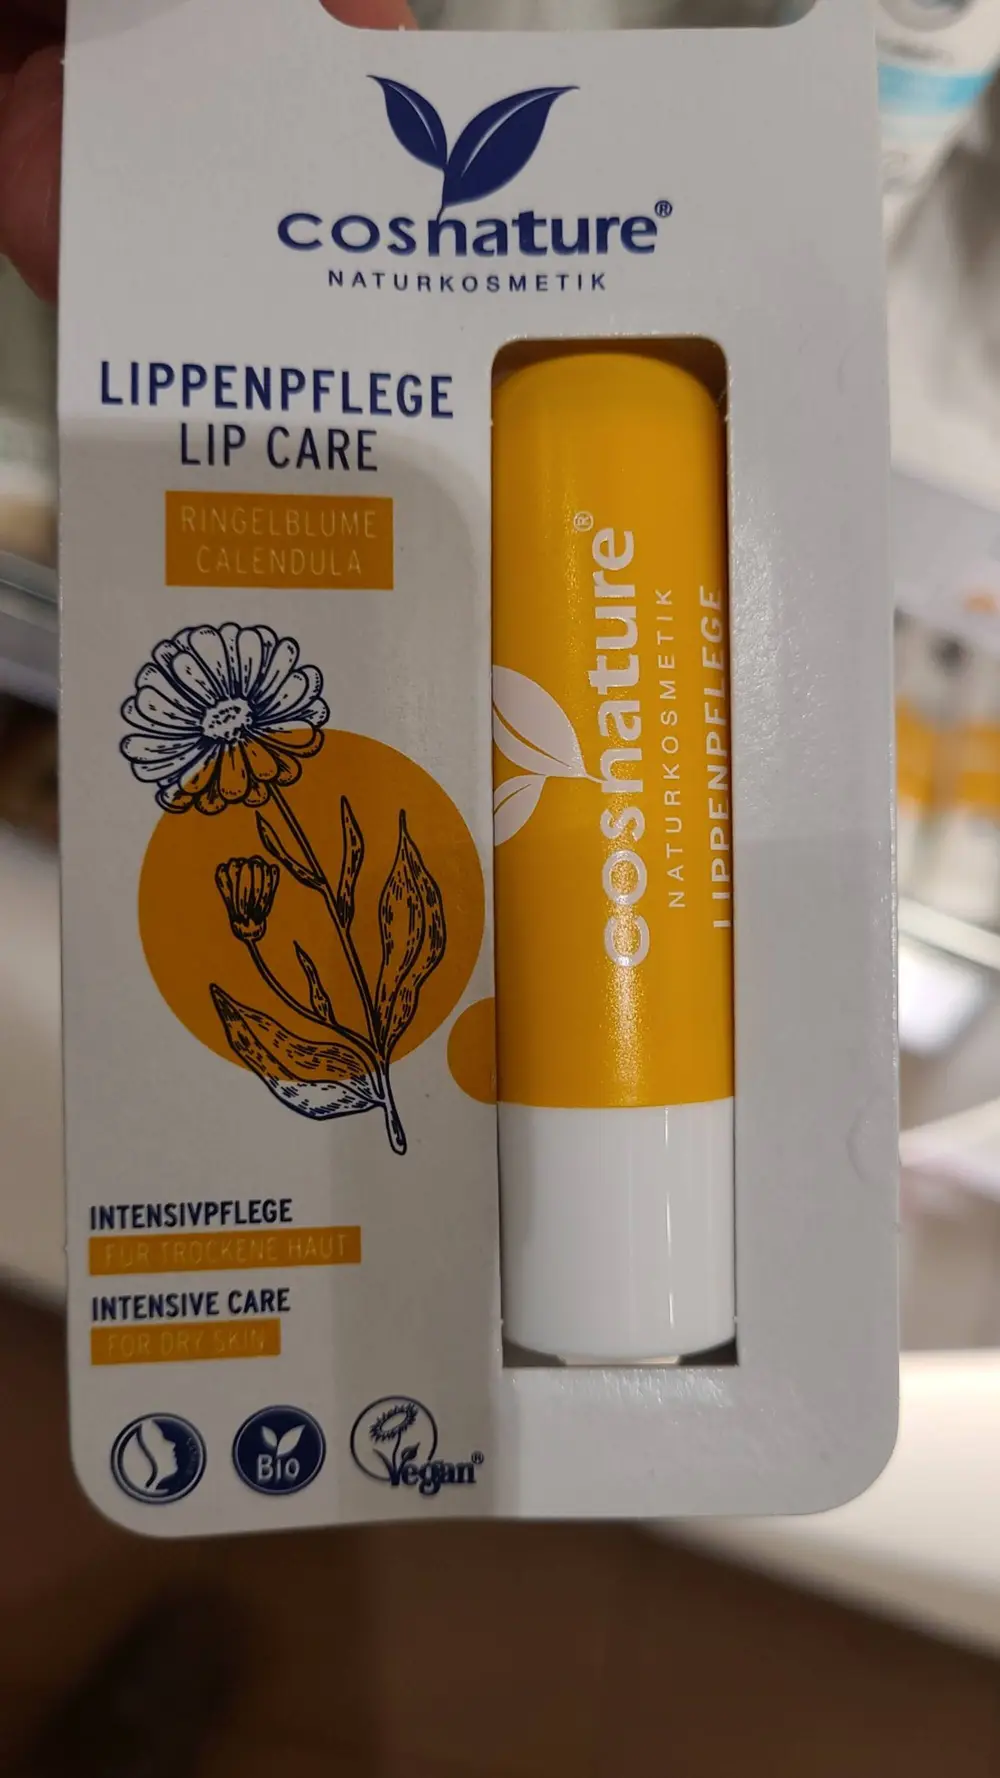 cosnature®
NATURKOSMETIK
LIPPENPFLEGE
LIP CARE
RINGELBLUME
CALENDULA
cosnature®
NATURKOSMETIK
LIPPENPFLEGE
INTENSIVPFLEGE
FÜR TROCKENE HAUT
INTENSIVE CARE
FOR DRY SKIN
Bio
Vegan®